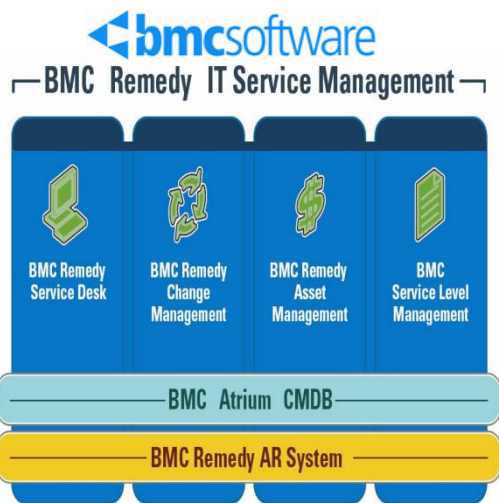 bmcsoftware
BMC Remedy IT Service Management
BMC Remedy
Service Desk
BMC Remedy
Change
Management
BMC Remedy
Asset
Management
BMC
Service Level
Management
BMC Atrium CMDB
BMC Remedy AR System